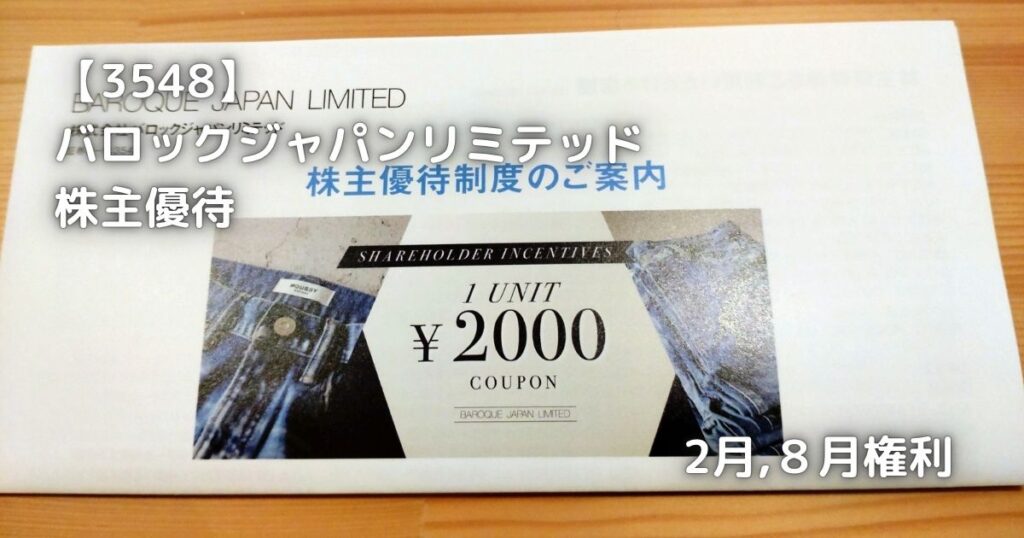 【3548】
BAROQUE JAPAN LIMITED
バロックジャパンリミテッド
株主優待制度のご案内
株主優待
SHAREHOLDER INCENTIVES
MOUSSY
1 UNIT
¥2000
COUPON
BAROQUE JAPAN LIMITED
2月,８月権利